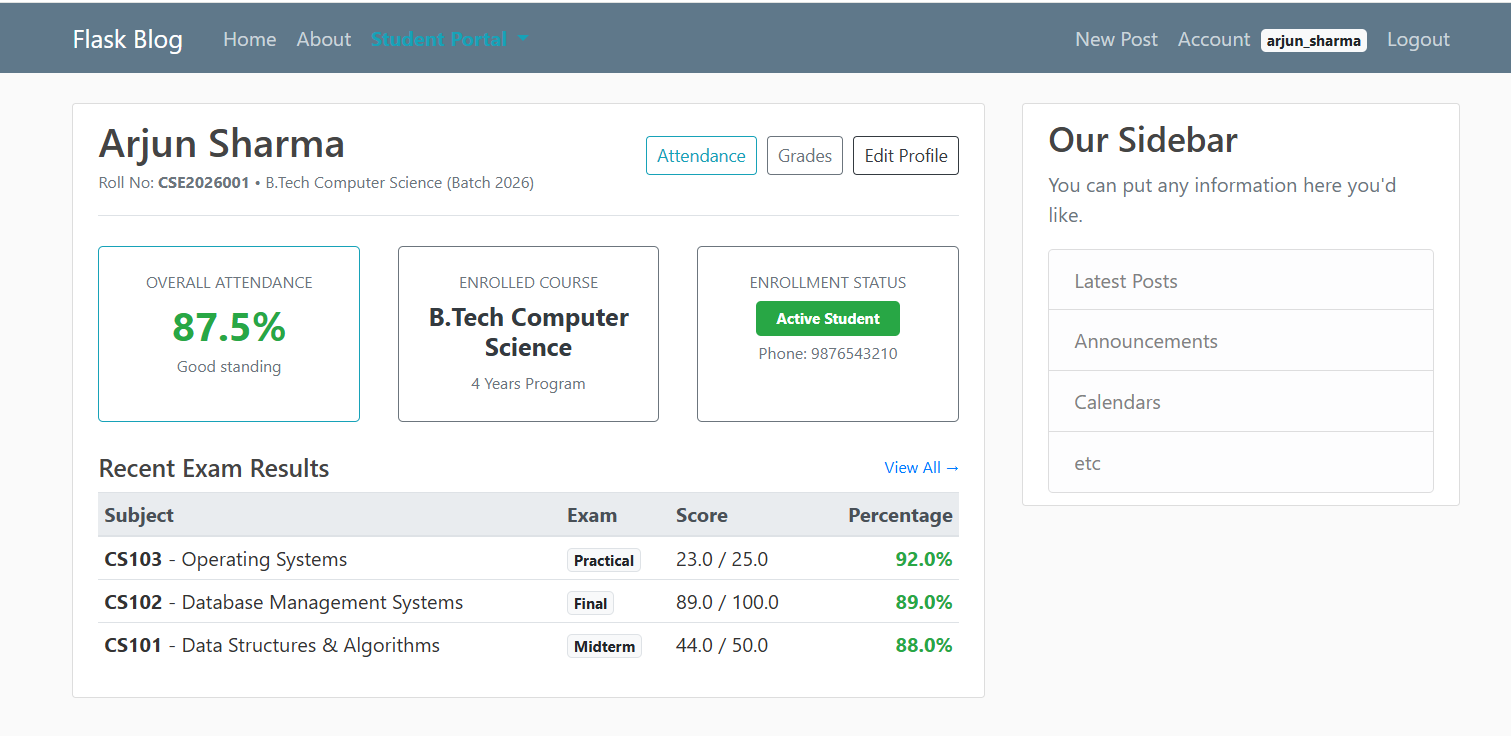 Flask Blog Home About Student Portal New Post Account arjun_sharma Logout
Arjun Sharma
Roll No: CSE2026001 • B.Tech Computer Science (Batch 2026)
Attendance Grades Edit Profile
OVERALL ATTENDANCE
87.5%
Good standing
ENROLLED COURSE
B.Tech Computer
Science
4 Years Program
ENROLLMENT STATUS
Active Student
Phone: 9876543210
Recent Exam Results View All →
Subject Exam Score Percentage
CS103 - Operating Systems Practical 23.0 / 25.0 92.0%
CS102 - Database Management Systems Final 89.0 / 100.0 89.0%
CS101 - Data Structures & Algorithms Midterm 44.0 / 50.0 88.0%
Our Sidebar
You can put any information here you'd
like.
Latest Posts
Announcements
Calendars
etc